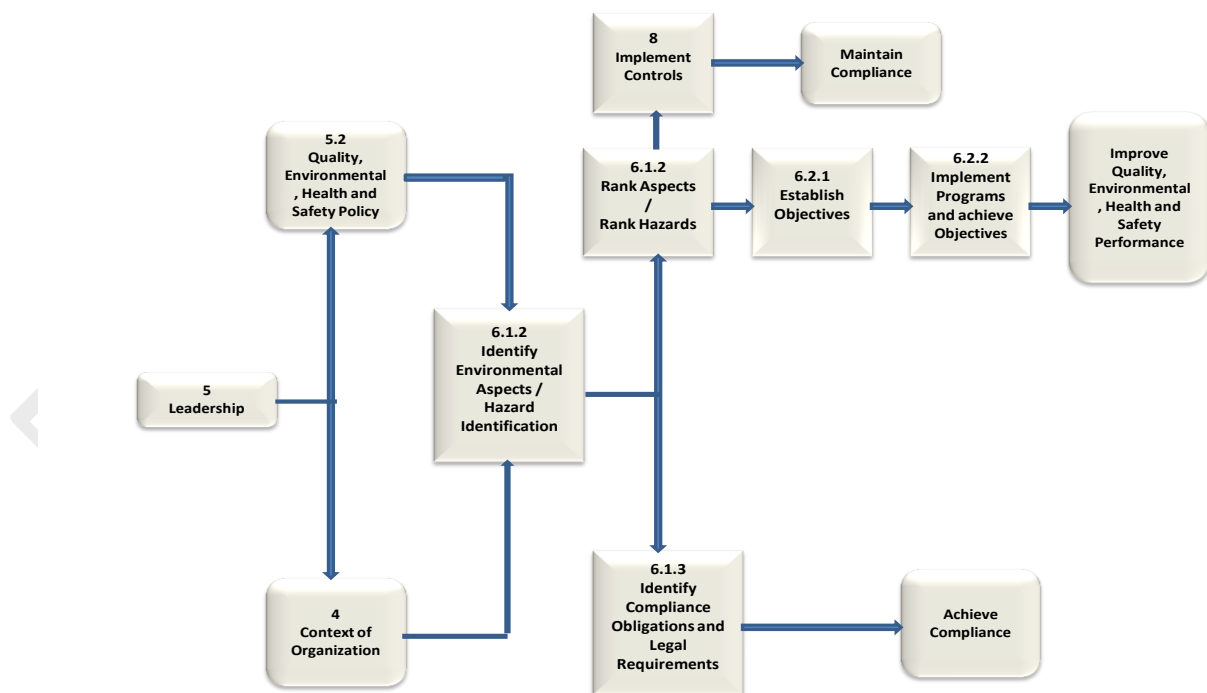 8
Implement
Controls
Maintain
Compliance
5.2
Quality,
Environmental
, Health and
Safety Policy
6.1.2
Rank Aspects
/
Rank Hazards
6.2.1
Establish
Objectives
6.2.2
Implement
Programs
and achieve
Objectives
Improve
Quality,
Environmental
, Health and
Safety
Performance
6.1.2
Identify
Environmental
Aspects /
Hazard
Identification
5
Leadership
4
Context of
Organization
6.1.3
Identify
Compliance
Obligations and
Legal
Requirements
Achieve
Compliance